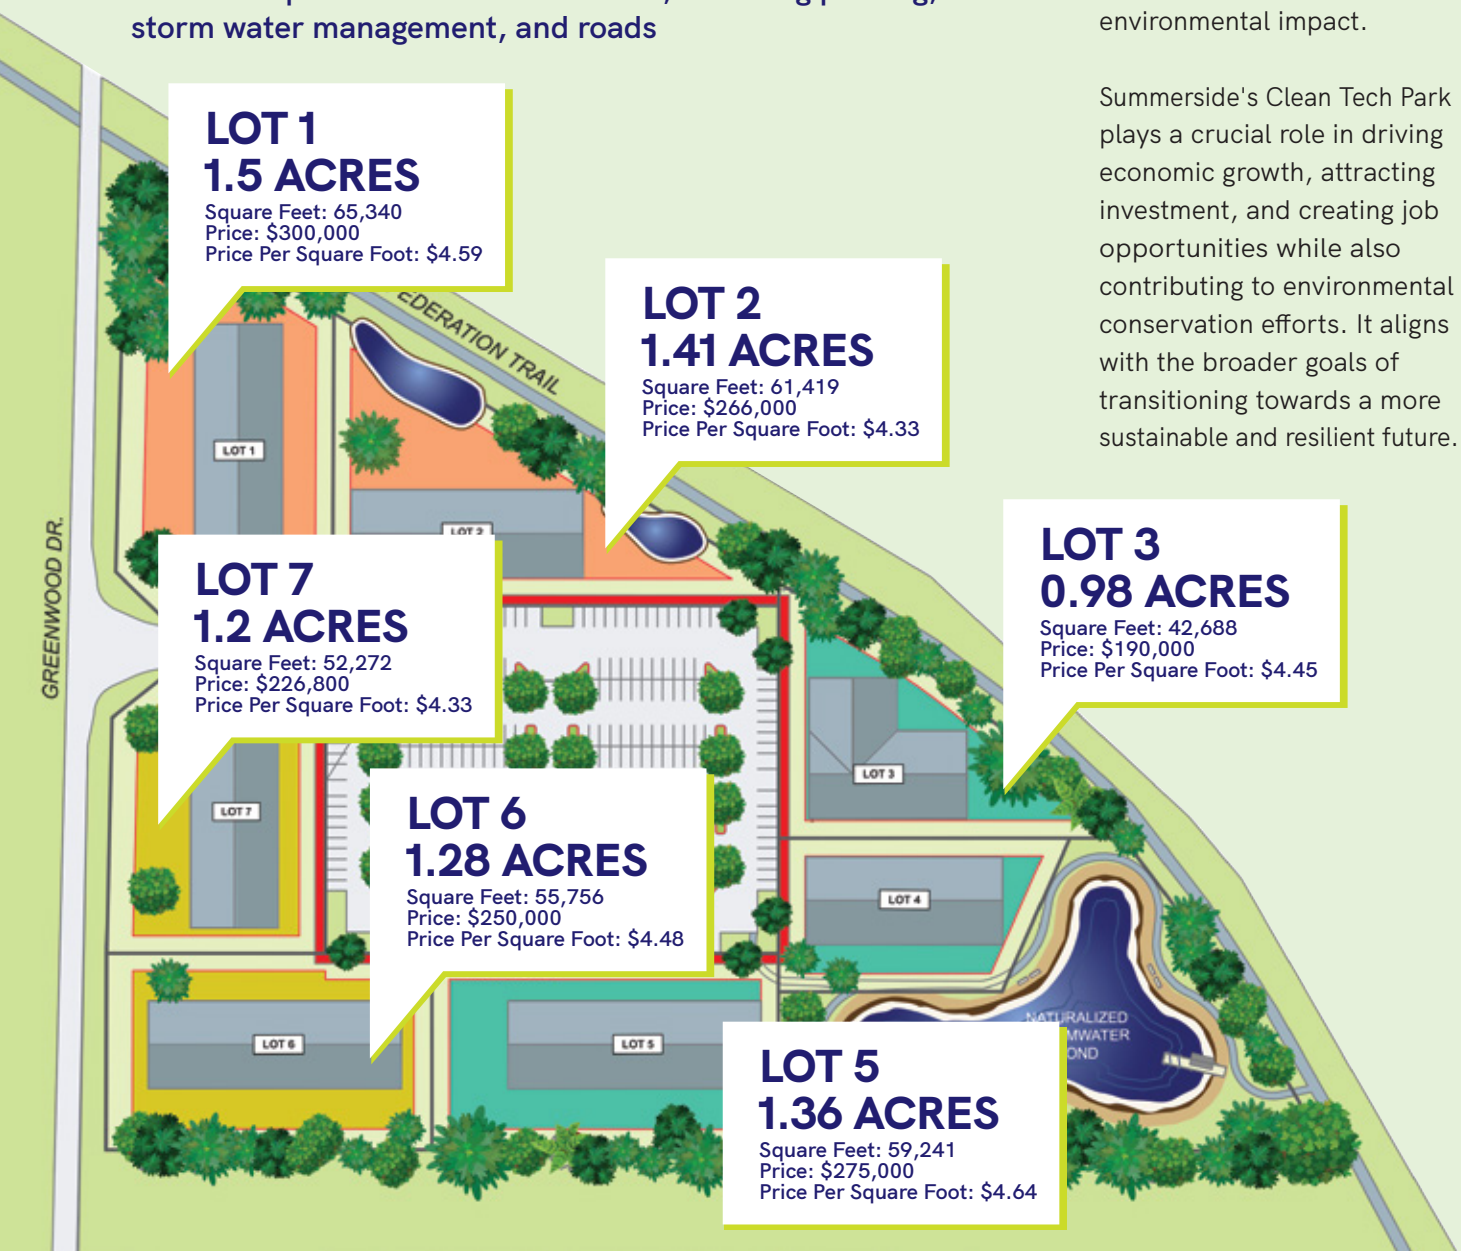 storm water management, and roads
environmental impact.
Summerside's Clean Tech Park
plays a crucial role in driving
economic growth, attracting
investment, and creating job
opportunities while also
contributing to environmental
conservation efforts. It aligns
with the broader goals of
transitioning towards a more
sustainable and resilient future.
LOT 1
1.5 ACRES
Square Feet: 65,340
Price: $300,000
Price Per Square Foot: $4.59
EDERATION TRAIL
LOT 2
1.41 ACRES
Square Feet: 61,419
Price: $266,000
Price Per Square Foot: $4.33
LOT 1
LOT 2
GREENWOOD DR.
LOT 3
0.98 ACRES
Square Feet: 42,688
Price: $190,000
Price Per Square Foot: $4.45
LOT 7
1.2 ACRES
Square Feet: 52,272
Price: $226,800
Price Per Square Foot: $4.33
LOT 3
LOT 7
LOT 6
1.28 ACRES
Square Feet: 55,756
Price: $250,000
Price Per Square Foot: $4.48
LOT 4
NATURALIZED
MWATER
OND
LOT 6
LOT 5
LOT 5
1.36 ACRES
Square Feet: 59,241
Price: $275,000
Price Per Square Foot: $4.64